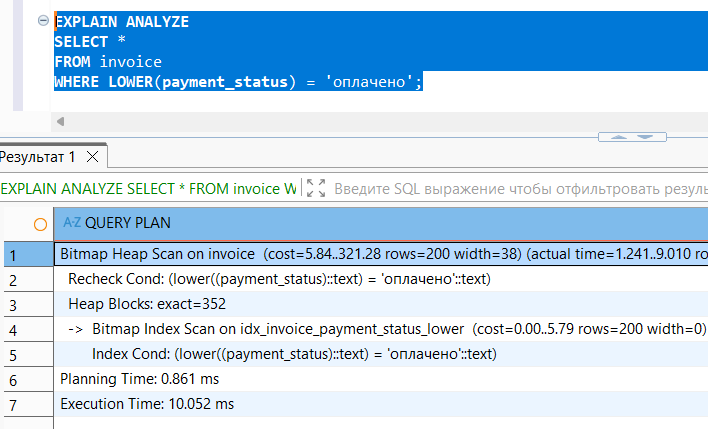 EXPLAIN ANALYZE
SELECT *
FROM invoice
WHERE LOWER(payment_status) = 'оплачено';
Результат 1
EXPLAIN ANALYZE SELECT * FROM invoice W
Введите SQL выражение чтобы отфильтровать резуль
A-Z QUERY PLAN
1 Bitmap Heap Scan on invoice (cost=5.84..321.28 rows=200 width=38) (actual time=1.241..9.010 ro
2 Recheck Cond: (lower((payment_status)::text) = 'оплачено'::text)
3 Heap Blocks: exact=352
4 -> Bitmap Index Scan on idx_invoice_payment_status_lower (cost=0.00..5.79 rows=200 width=0)
5 Index Cond: (lower((payment_status)::text) = 'оплачено'::text)
6 Planning Time: 0.861 ms
7 Execution Time: 10.052 ms